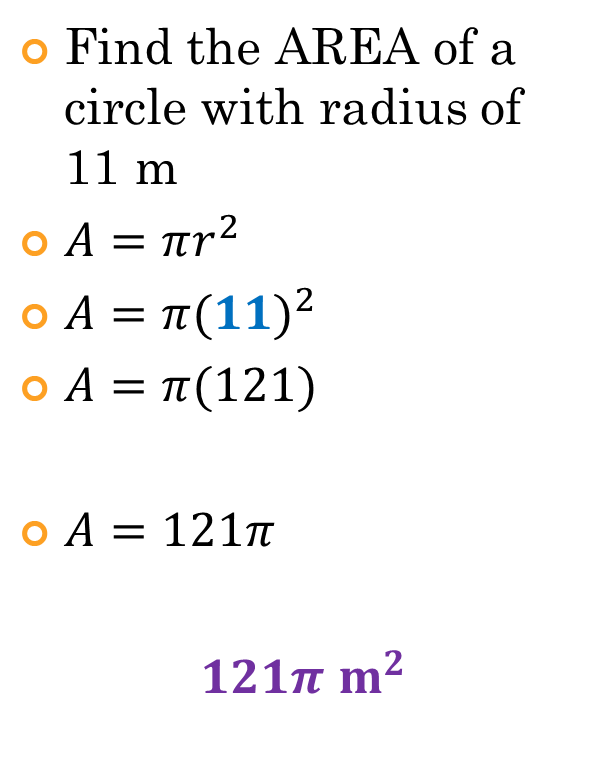 Find the AREA of a
circle with radius of
11 m
A = πr²
A = π(11)²
A = π(121)
A = 121π
121π m²